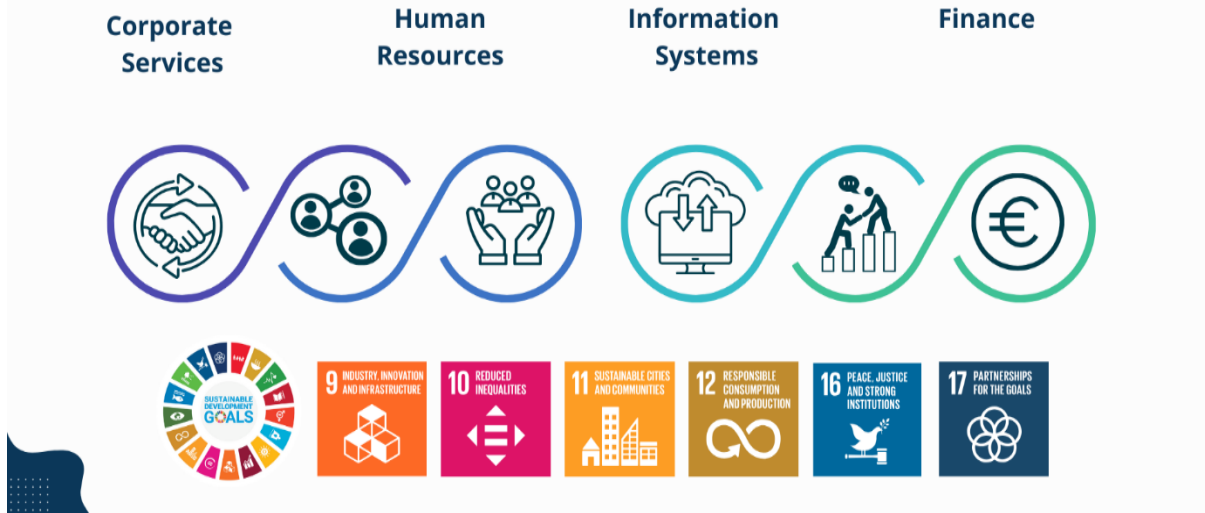 Corporate
Services
Human
Resources
Information
Systems
Finance
€
SUSTAINABLE
DEVELOPMENT
GOALS
9 INDUSTRY, INNOVATION
AND INFRASTRUCTURE
10 REDUCED
INEQUALITIES
11 SUSTAINABLE CITIES
AND COMMUNITIES
12 RESPONSIBLE
CONSUMPTION
AND PRODUCTION
16 PEACE, JUSTICE
AND STRONG
INSTITUTIONS
17 PARTNERSHIPS
FOR THE GOALS